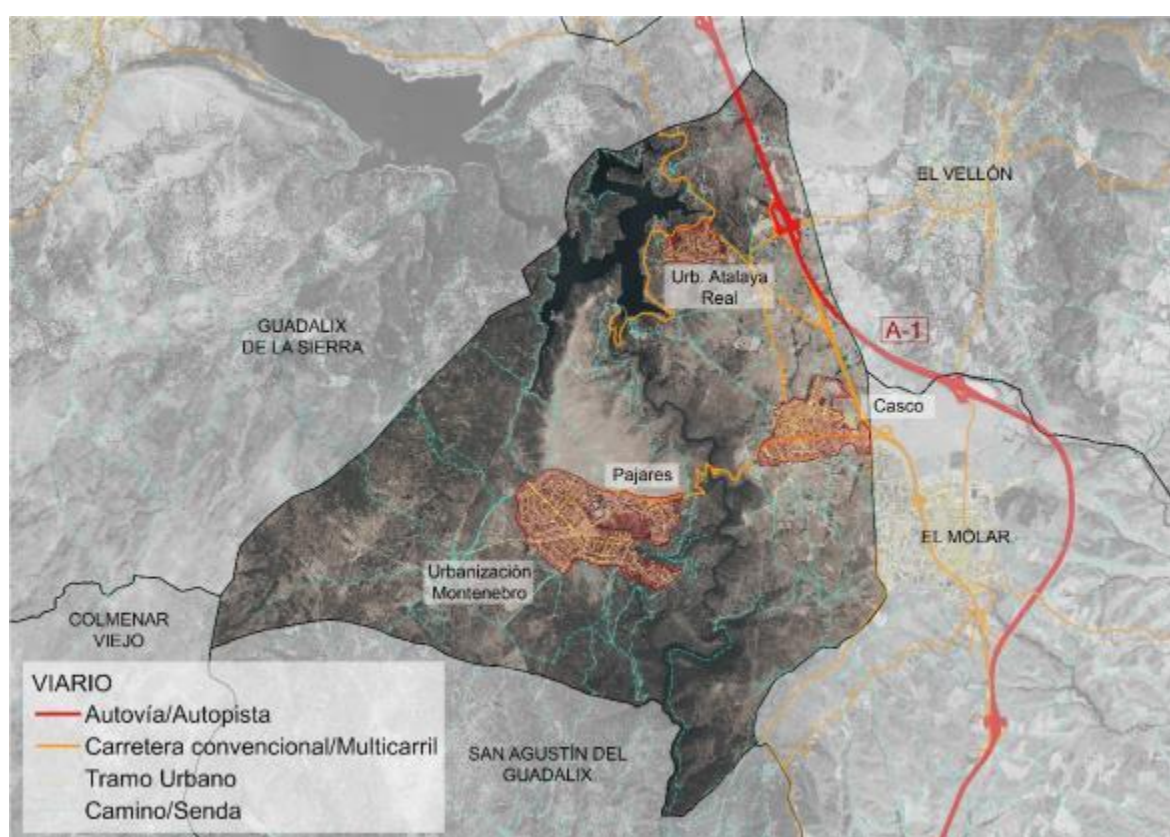 EL VELLÓN
Urb. Atalaya
Real
GUADALIX
DE LA SIERRA
A-1
Casco
Pajares
EL MOLAR
Urbanización
Montenebro
COLMENAR
VIEJO
VIARIO
Autovía/Autopista
Carretera convencional/Multicarril
Tramo Urbano
Camino/Senda
SAN AGUSTÍN DEL
GUADALIX